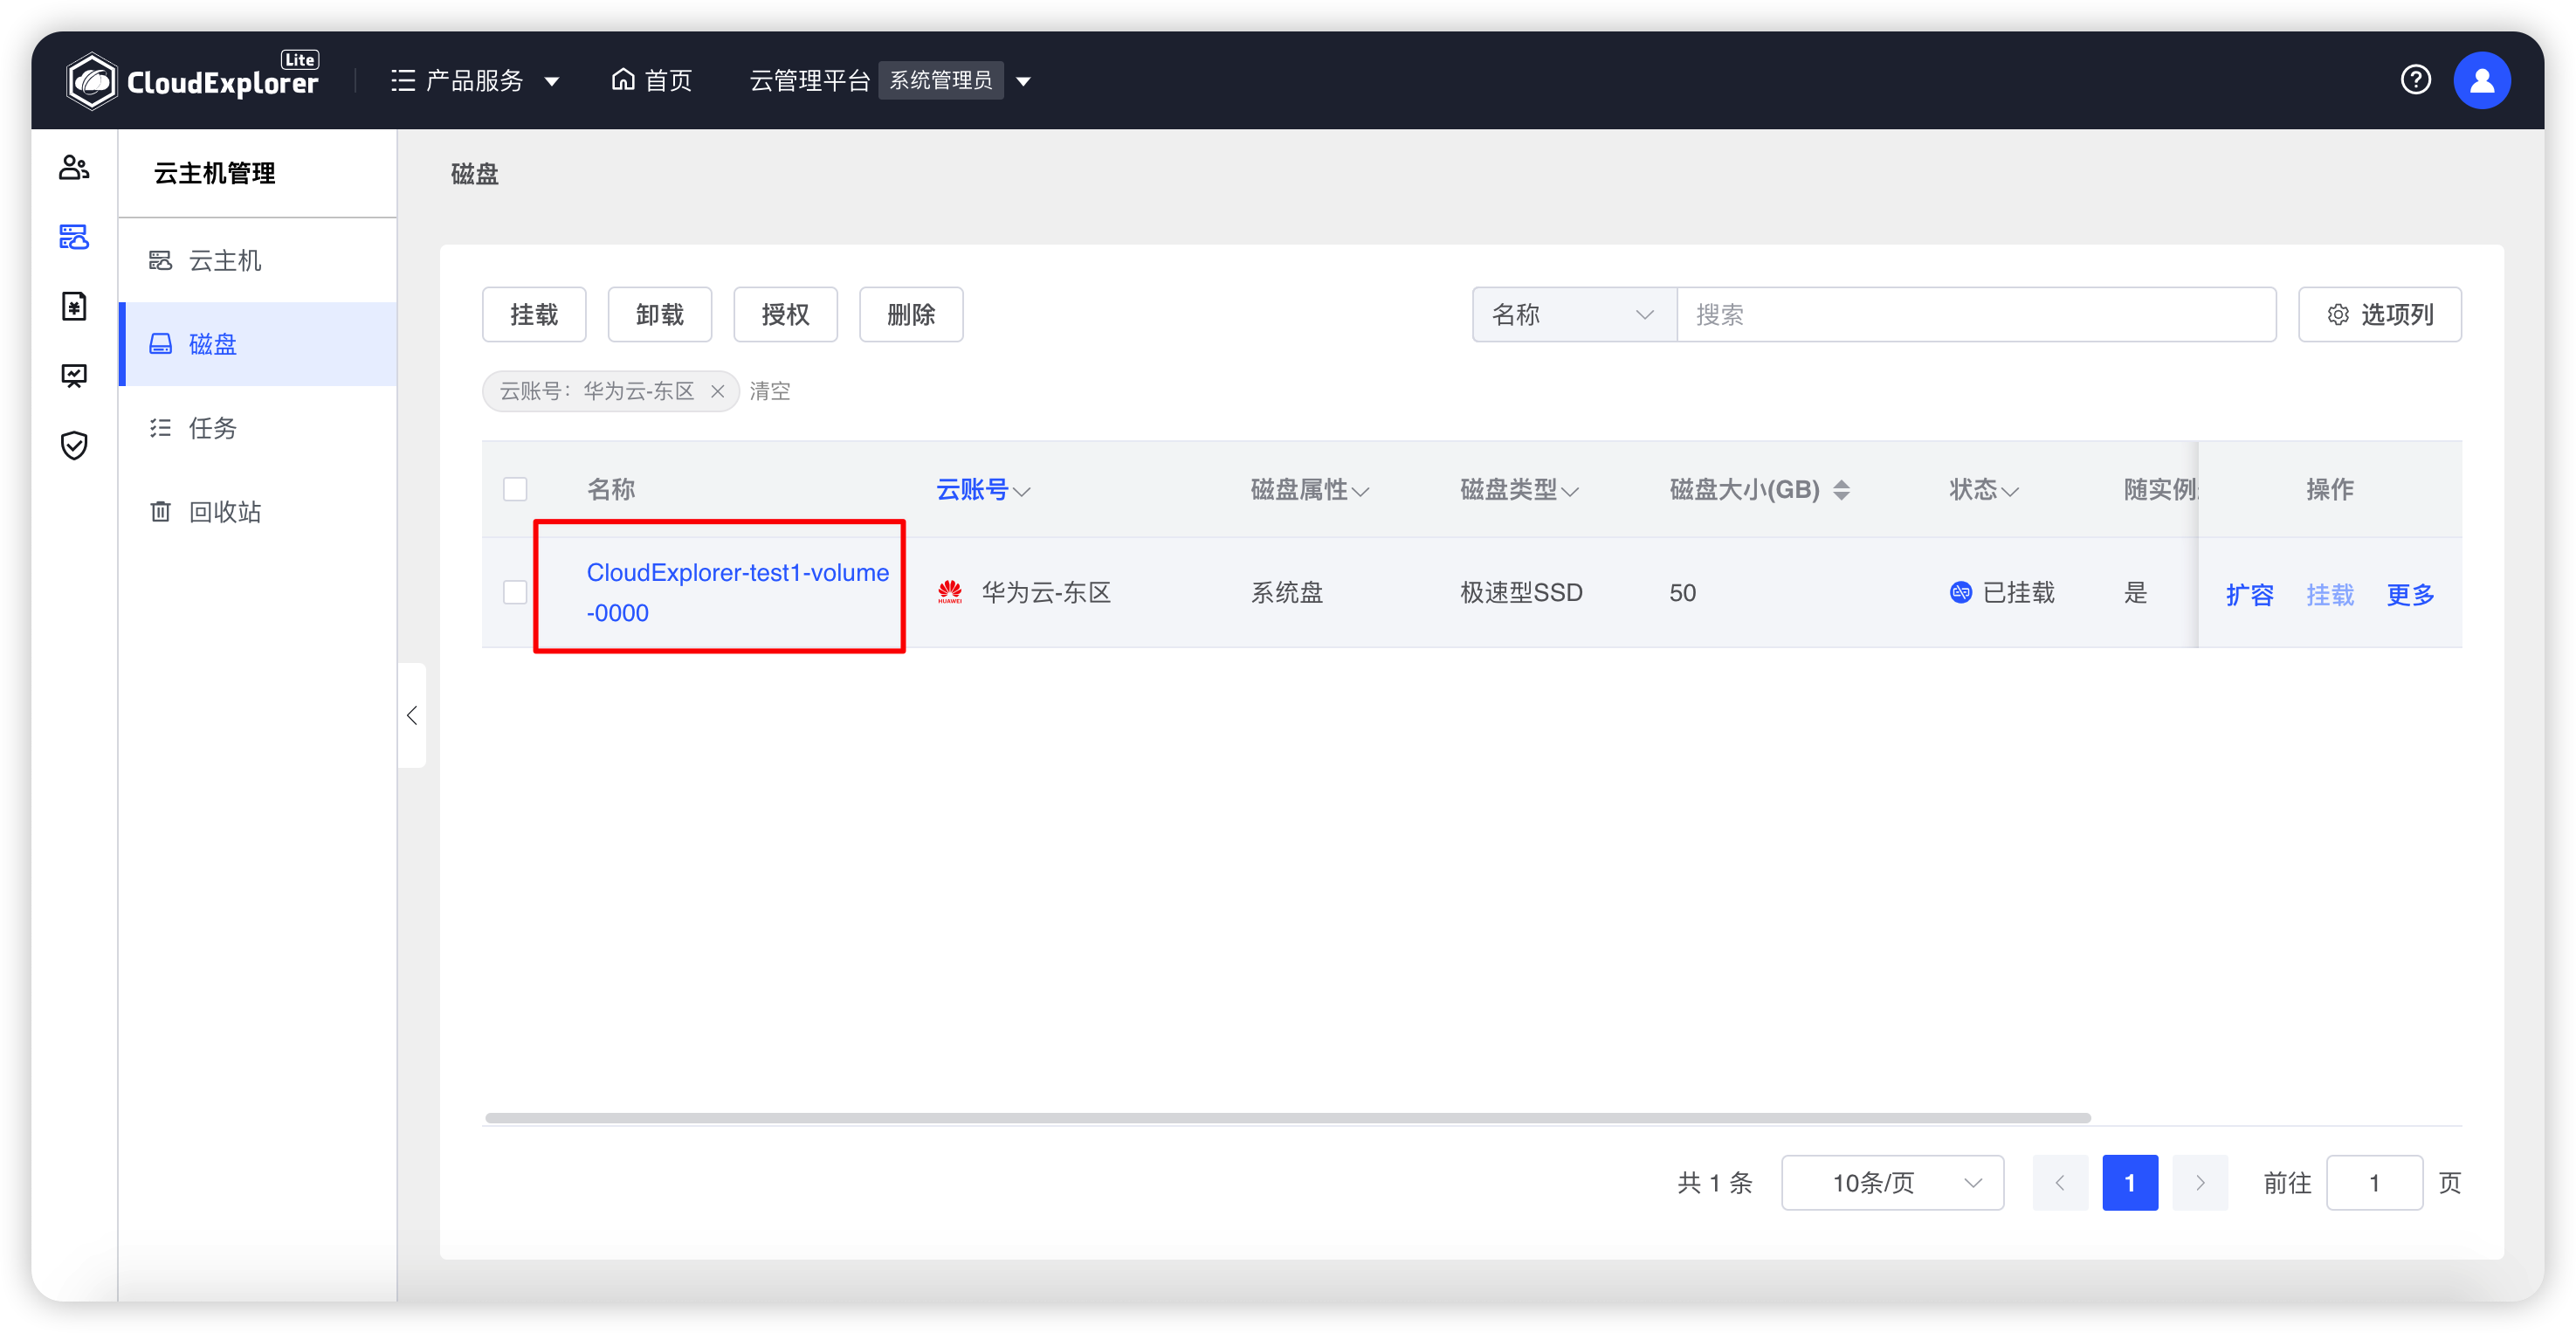 CloudExplorer Lite
产品服务
首页
云管理平台 系统管理员
云主机管理
云主机
磁盘
任务
回收站
磁盘
挂载 卸载 授权 删除
名称 搜索 选项列
云账号：华为云-东区 清空
名称 云账号 磁盘属性 磁盘类型 磁盘大小(GB) 状态 随实例 操作
CloudExplorer-test1-volume
-0000
HUAWEI 华为云-东区 系统盘 极速型SSD 50 已挂载 是 扩容 挂载 更多
共 1 条 10条/页 1 前往 1 页